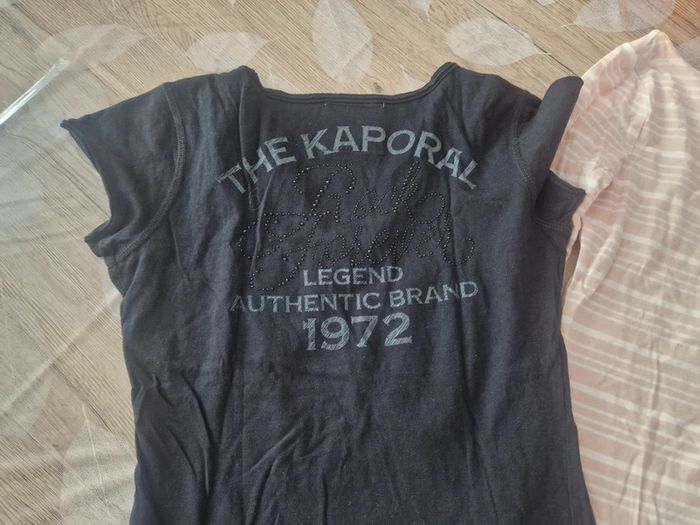 THE KAPORAL
LEGEND
AUTHENTIC BRAND
1972